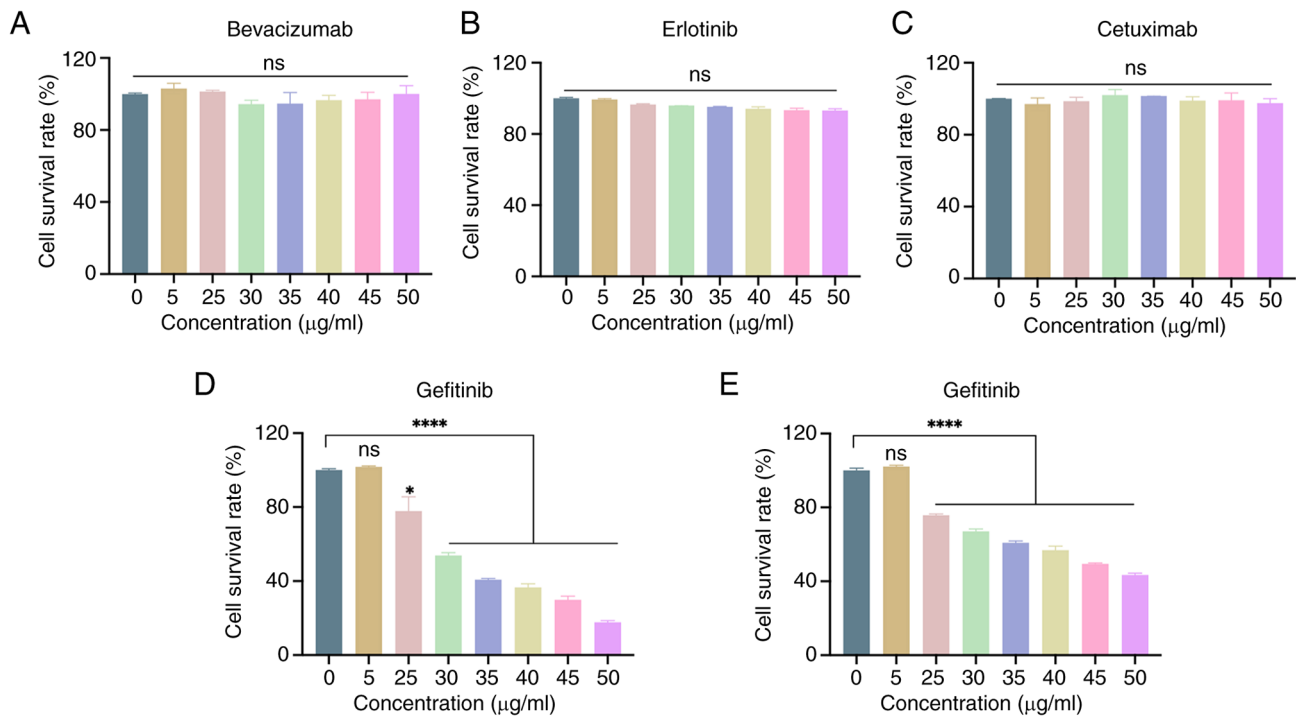 A
Bevacizumab
ns
Cell survival rate (%)
120
80
40
0
0 5 25 30 35 40 45 50
Concentration (μg/ml)
B
Erlotinib
ns
Cell survival rate (%)
120
80
40
0
0 5 25 30 35 40 45 50
Concentration (μg/ml)
C
Cetuximab
ns
Cell survival rate (%)
120
80
40
0
0 5 25 30 35 40 45 50
Concentration (μg/ml)
D
Gefitinib
****
ns
*
Cell survival rate (%)
120
80
40
0
0 5 25 30 35 40 45 50
Concentration (μg/ml)
E
Gefitinib
****
ns
Cell survival rate (%)
120
80
40
0
0 5 25 30 35 40 45 50
Concentration (μg/ml)